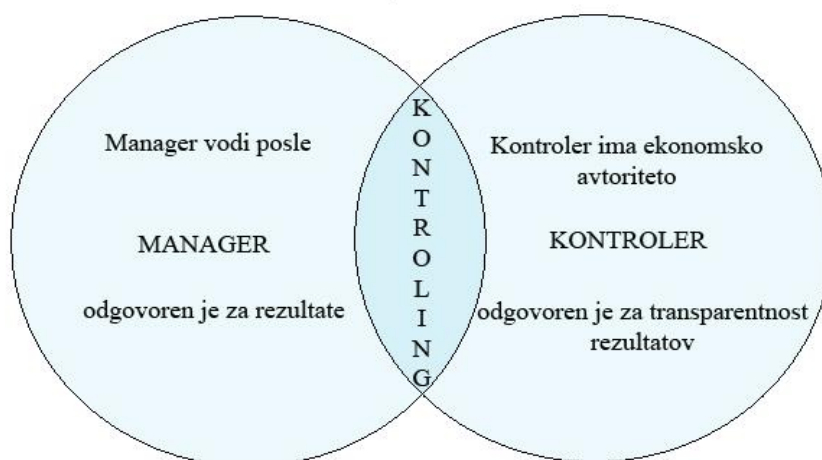 Manager vodi posle
MANAGER
odgovoren je za rezultate
K
O
N
T
R
O
L
I
N
G
Kontroler ima ekonomsko
avtoriteto
KONTROLER
odgovoren je za transparentnost
rezultatov